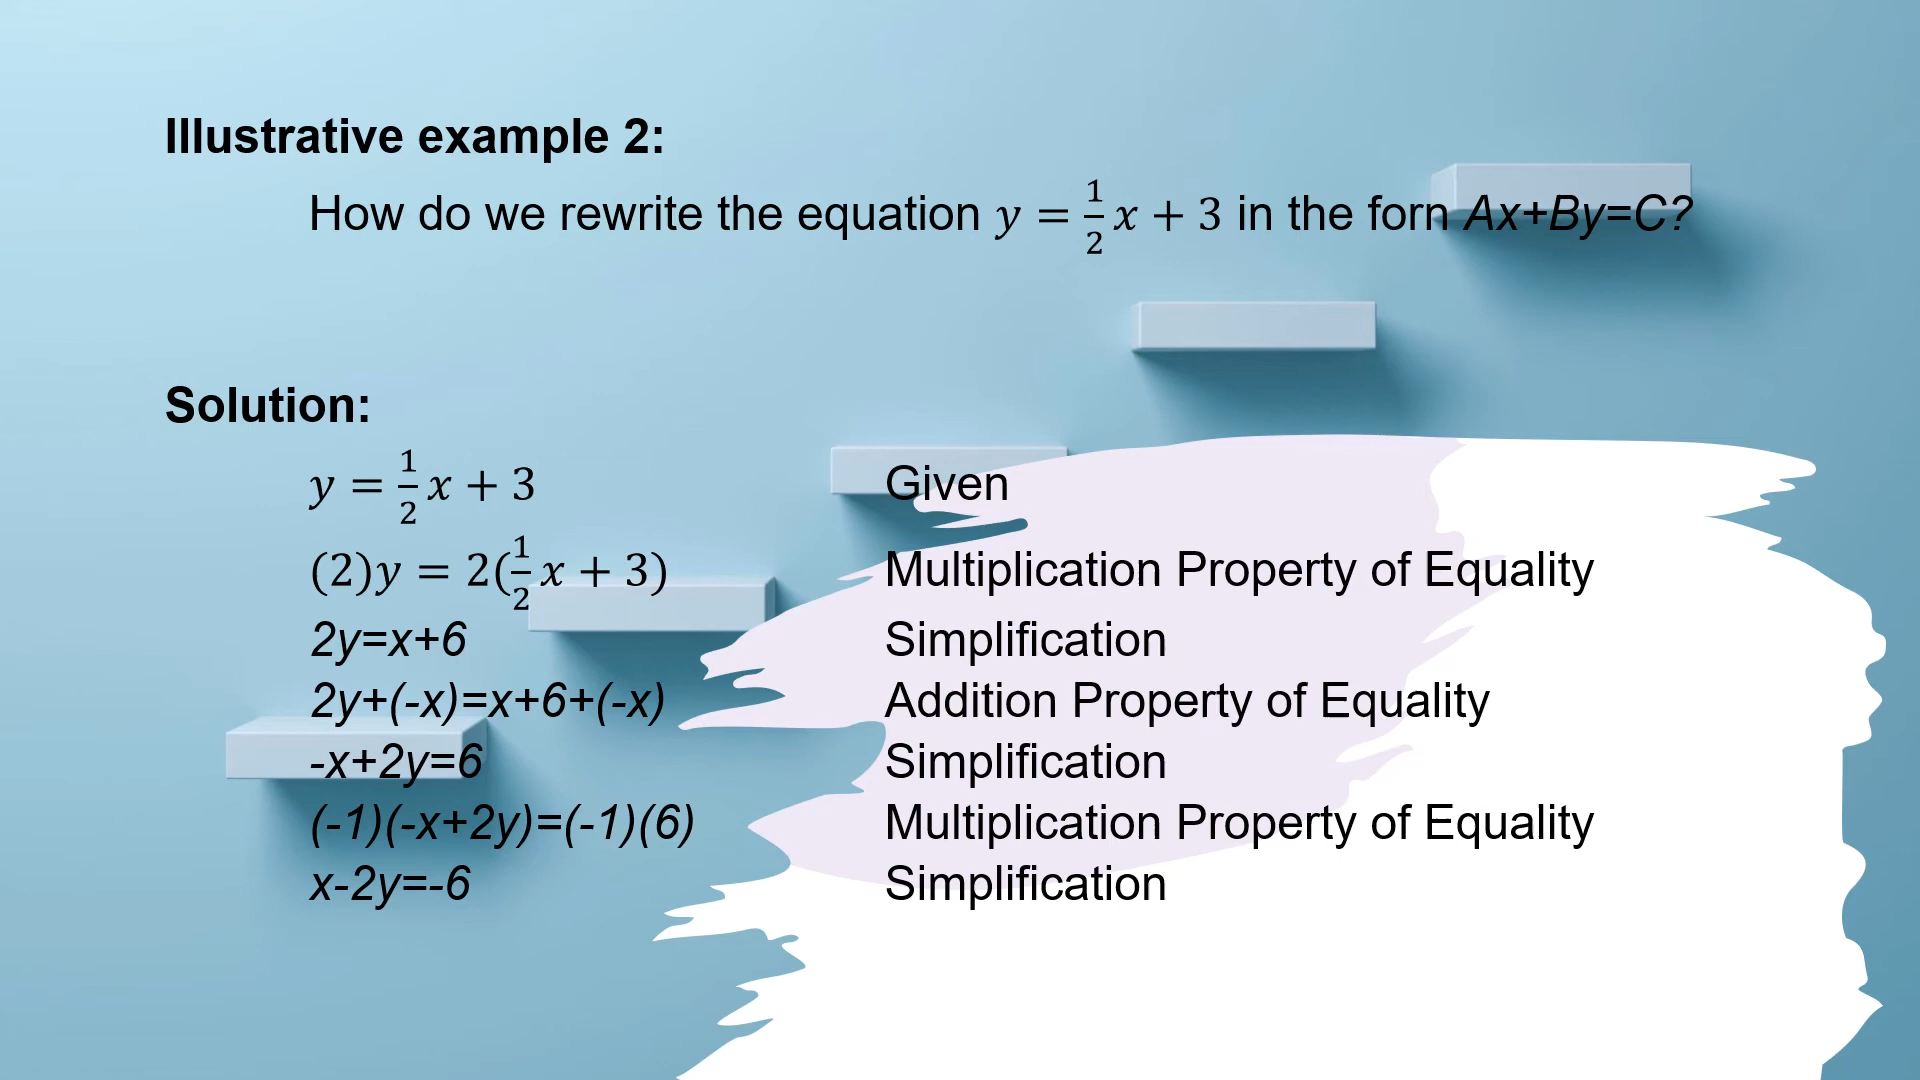 Illustrative example 2:
How do we rewrite the equation y = 1/2 x + 3 in the forn Ax+By=C?
Solution:
y = 1/2 x + 3 Given
(2)y = 2(1/2 x + 3) Multiplication Property of Equality
2y=x+6 Simplification
2y+(-x)=x+6+(-x) Addition Property of Equality
-x+2y=6 Simplification
(-1)(-x+2y)=(-1)(6) Multiplication Property of Equality
x-2y=-6 Simplification